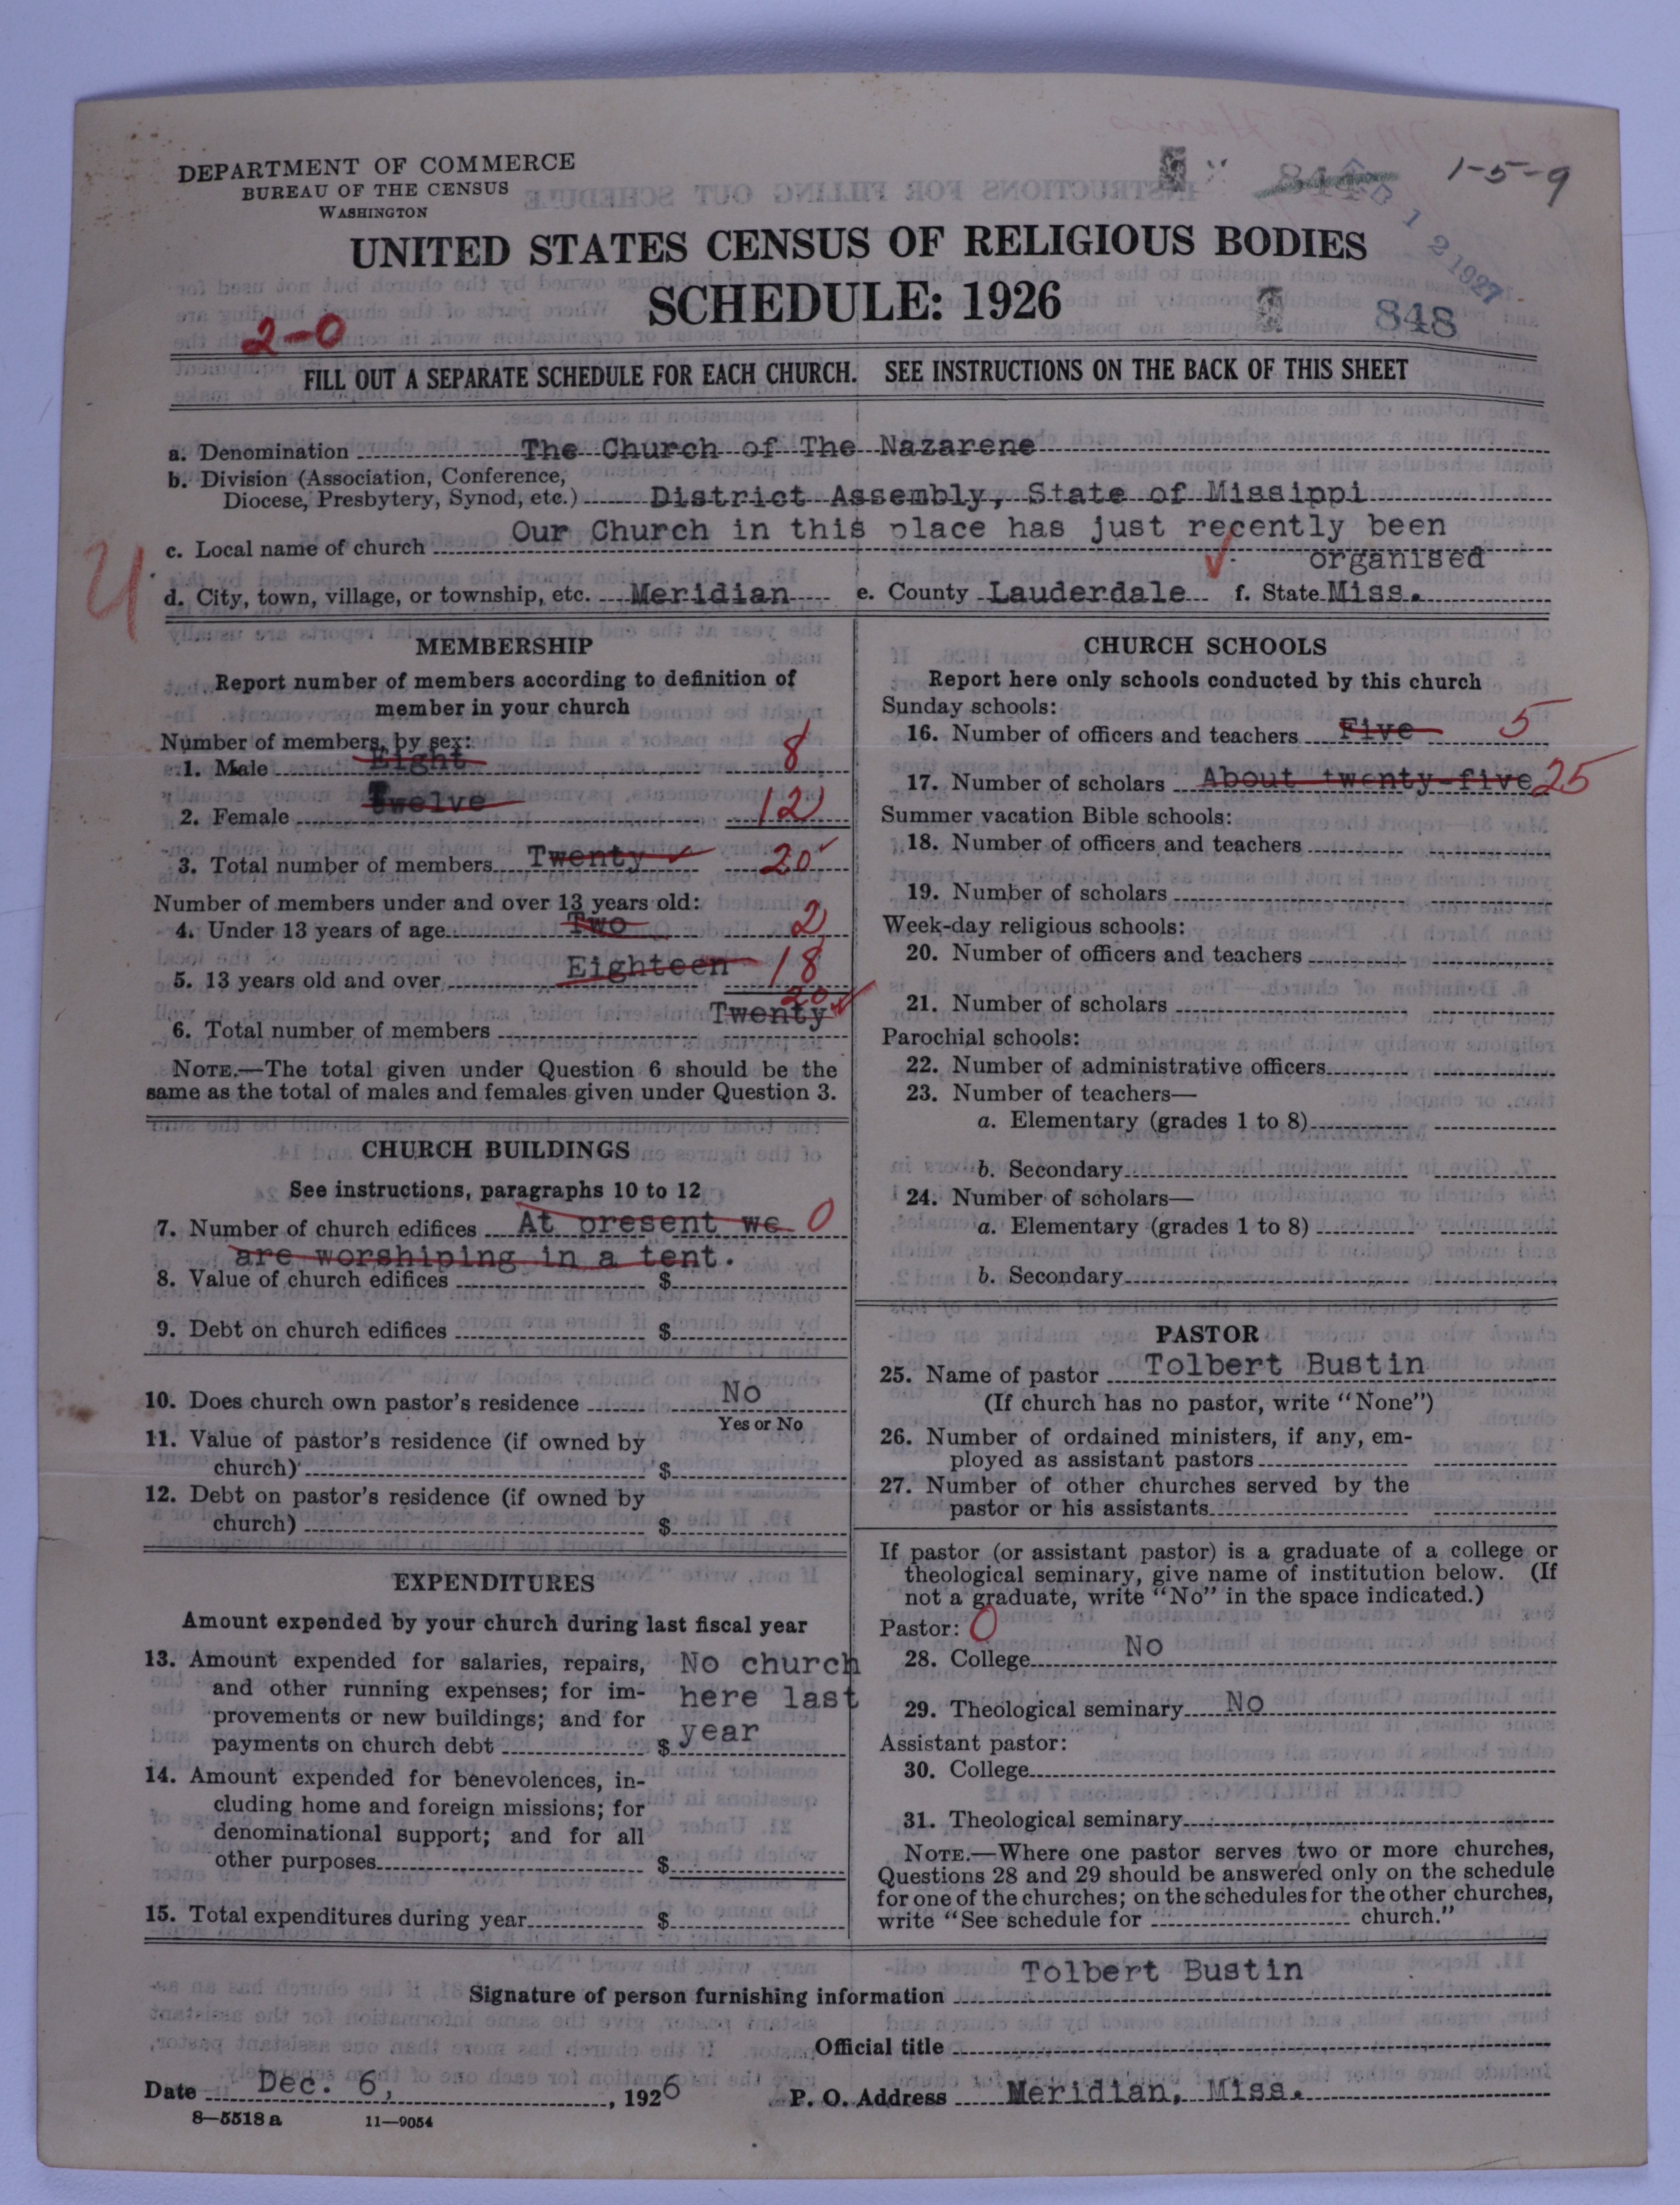 DEPARTMENT OF COMMERCE
BUREAU OF THE CENSUS
WASHINGTON
1-5-9
UNITED STATES CENSUS OF RELIGIOUS BODIES
SCHEDULE: 1926
1 2 1927
848
2-0
FILL OUT A SEPARATE SCHEDULE FOR EACH CHURCH. SEE INSTRUCTIONS ON THE BACK OF THIS SHEET
a. Denomination The Church of The Nazarene
b. Division (Association, Conference,
Diocese, Presbytery, Synod, etc.) District Assembly, State of Missippi
Our Church in this place has just recently been
c. Local name of church
organised
d. City, town, village, or township, etc. Meridian e. County Lauderdale f. State Miss.
MEMBERSHIP
Report number of members according to definition of
member in your church
Number of members, by sex:
1. Male Eight 8
2. Female Twelve 12
3. Total number of members Twenty 20
Number of members under and over 13 years old:
4. Under 13 years of age Two 2
5. 13 years old and over Eighteen 18
20
6. Total number of members Twenty
NOTE.—The total given under Question 6 should be the
same as the total of males and females given under Question 3.
CHURCH BUILDINGS
See instructions, paragraphs 10 to 12
7. Number of church edifices At present we 0
are worshiping in a tent.
8. Value of church edifices $
9. Debt on church edifices $
10. Does church own pastor's residence No
Yes or No
11. Value of pastor's residence (if owned by
church) $
12. Debt on pastor's residence (if owned by
church) $
EXPENDITURES
Amount expended by your church during last fiscal year
13. Amount expended for salaries, repairs, No church
and other running expenses; for im- here last
provements or new buildings; and for year
payments on church debt $
14. Amount expended for benevolences, in-
cluding home and foreign missions; for
denominational support; and for all
other purposes $
15. Total expenditures during year $
CHURCH SCHOOLS
Report here only schools conducted by this church
Sunday schools:
16. Number of officers and teachers Five 5
17. Number of scholars About twenty-five 25
Summer vacation Bible schools:
18. Number of officers and teachers
19. Number of scholars
Week-day religious schools:
20. Number of officers and teachers
21. Number of scholars
Parochial schools:
22. Number of administrative officers
23. Number of teachers—
a. Elementary (grades 1 to 8)
b. Secondary
24. Number of scholars—
a. Elementary (grades 1 to 8)
b. Secondary
PASTOR
25. Name of pastor Tolbert Bustin
(If church has no pastor, write "None")
26. Number of ordained ministers, if any, em-
ployed as assistant pastors
27. Number of other churches served by the
pastor or his assistants
If pastor (or assistant pastor) is a graduate of a college or
theological seminary, give name of institution below. (If
not a graduate, write "No" in the space indicated.)
Pastor: 0
28. College No
29. Theological seminary No
Assistant pastor:
30. College
31. Theological seminary
NOTE.—Where one pastor serves two or more churches,
Questions 28 and 29 should be answered only on the schedule
for one of the churches; on the schedules for the other churches,
write "See schedule for church."
Tolbert Bustin
Signature of person furnishing information
Official title
Date Dec. 6, , 1926 P. O. Address Meridian, Miss.
8—5518 a 11—9054